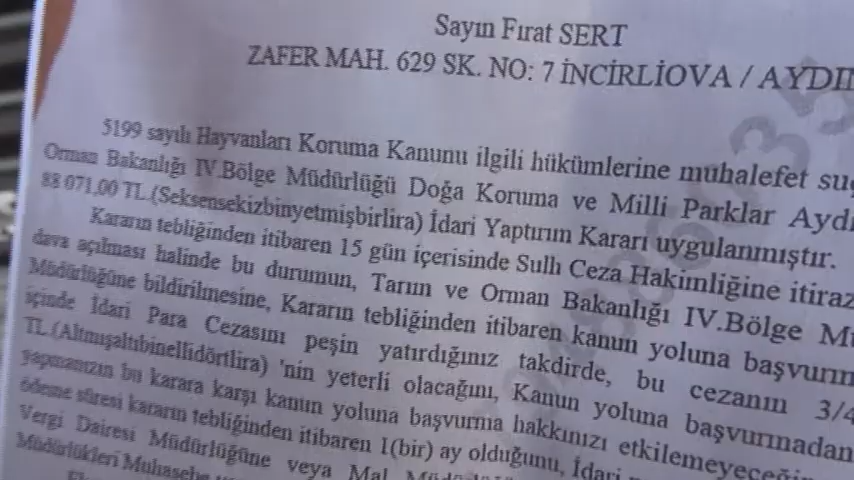 Sayın Fırat SERT
ZAFER MAH. 629 SK. NO: 7 İNCİRLİOVA / AYDI
5199 sayılı Hayvanları Koruma Kanunu ilgili hükümlerine muhalefet suç
Orman Bakanlığı IV.Bölge Müdürlüğü Doğa Koruma ve Milli Parklar Aydı
88 071,00 TL.(Seksensekizbinyetmişbirlira) İdari Yaptırım Kararı uygulanmıştır.
Kararın tebliğinden itibaren 15 gün içerisinde Sulh Ceza Hakimliğine itiraz
dava açılması halinde bu durumun, Tarım ve Orman Bakanlığı IV.Bölge Mü
Müdürlüğüne bildirilmesine, Kararın tebliğinden itibaren kanun yoluna başvurm
içinde İdari Para Cezasını peşin yatırdığınız takdirde, bu cezanın 3/4
TL.(Altmışaltıbinellidörtlira) 'nin yeterli olacağını, Kanun yoluna başvurmadan
yapmanızın bu karara karşı kanun yoluna başvurma hakkınızı etkilemeyeceğin
ödeme süresi kararın tebliğinden itibaren 1(bir) ay olduğunu, İdari
Vergi Dairesi Müdürlüğüne veya Mal
Müdürlükleri Muhasebe